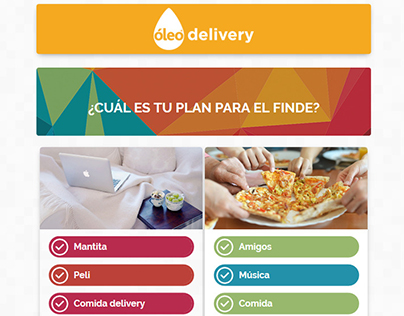 óleo delivery
¿CUÁL ES TU PLAN PARA EL FINDE?
Mantita
Peli
Comida delivery
Amigos
Música
Comida